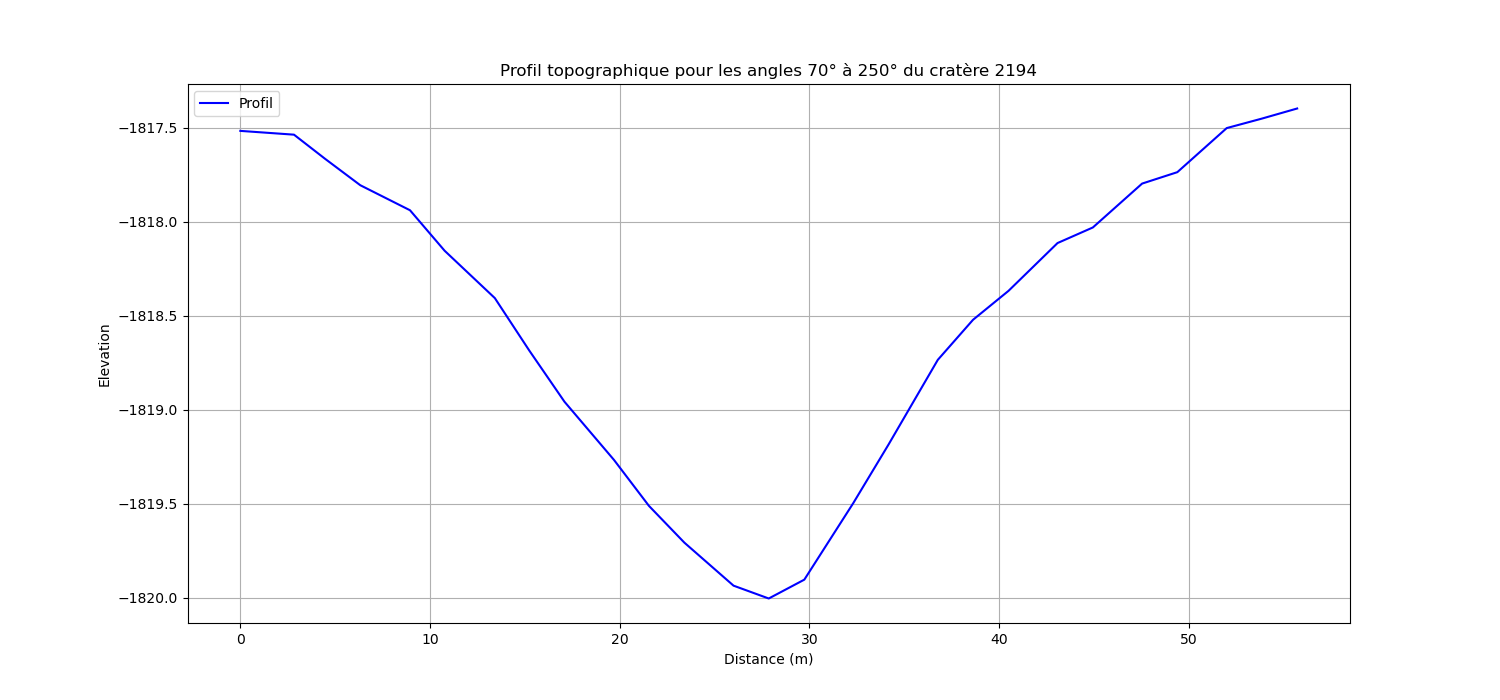 Profil topographique pour les angles 70° à 250° du cratère 2194
Profil
−1817.5
−1818.0
−1818.5
−1819.0
−1819.5
−1820.0
Elevation
0 10 20 30 40 50
Distance (m)